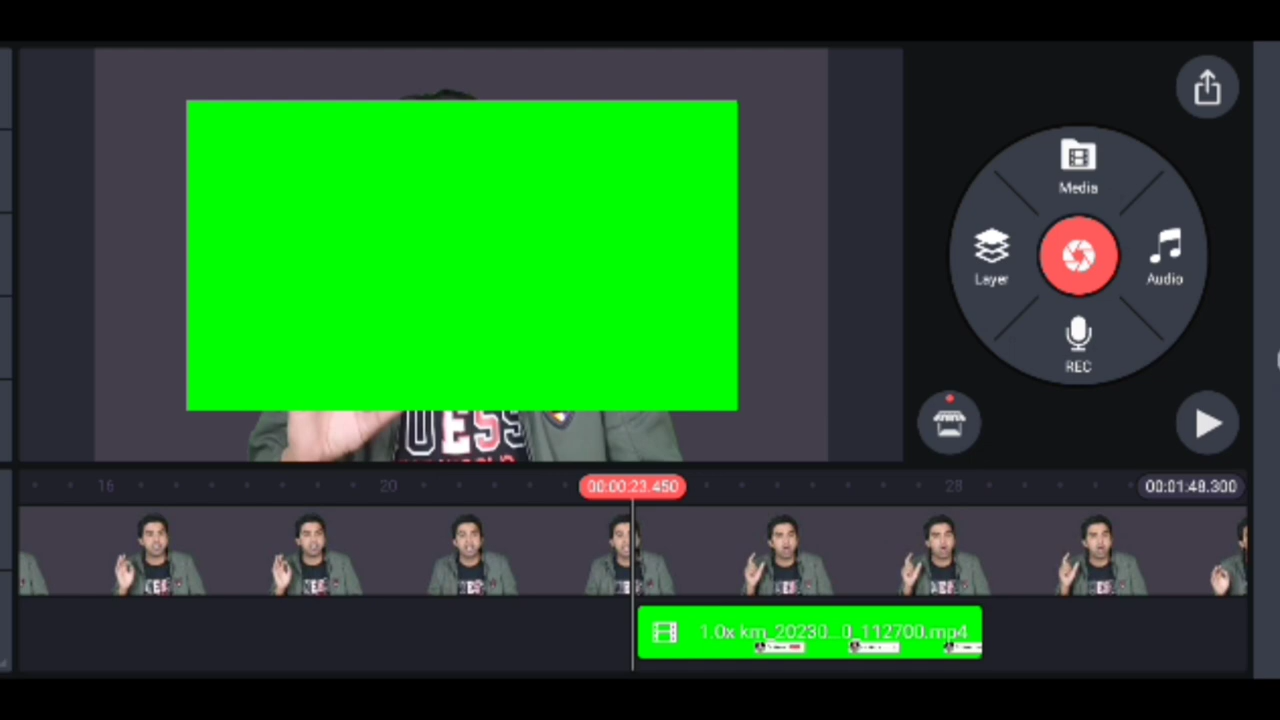 Media
Layer
Audio
REC
UESS
16
20
00:00:23.450
28
00:01:48.300
1.0x km_20230...0_112700.mp4